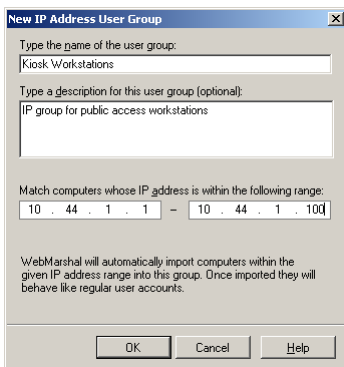 New IP Address User Group
Type the name of the user group:
Kiosk Workstations
Type a description for this user group (optional):
IP group for public access workstations
Match computers whose IP address is within the following range:
10 . 44 . 1 . 1 – 10 . 44 . 1 . 100
WebMarshal will automatically import computers within the
given IP address range into this group. Once imported they will
behave like regular user accounts.
OK Cancel Help